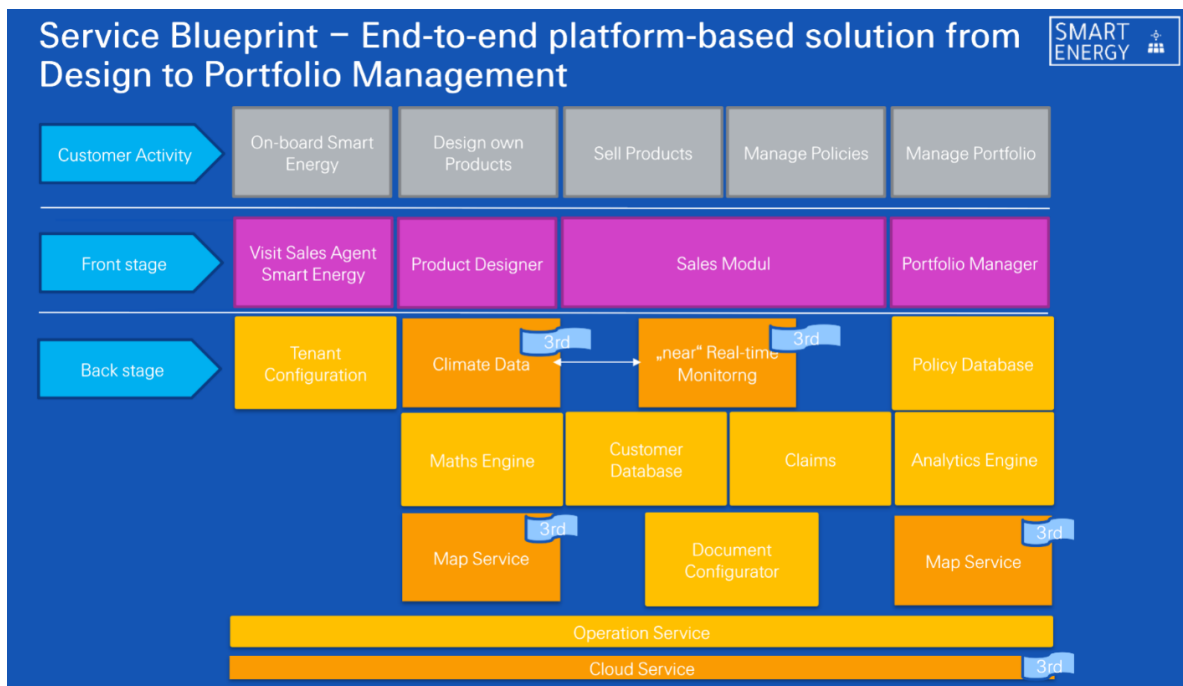 Service Blueprint – End-to-end platform-based solution from
Design to Portfolio Management
SMART
ENERGY
Customer Activity
On-board Smart
Energy
Design own
Products
Sell Products
Manage Policies
Manage Portfolio
Front stage
Visit Sales Agent
Smart Energy
Product Designer
Sales Modul
Portfolio Manager
Back stage
Tenant
Configuration
Climate Data
3rd
„near“ Real-time
Monitorng
3rd
Policy Database
Maths Engine
Customer
Database
Claims
Analytics Engine
Map Service
3rd
Document
Configurator
Map Service
3rd
Operation Service
Cloud Service
3rd